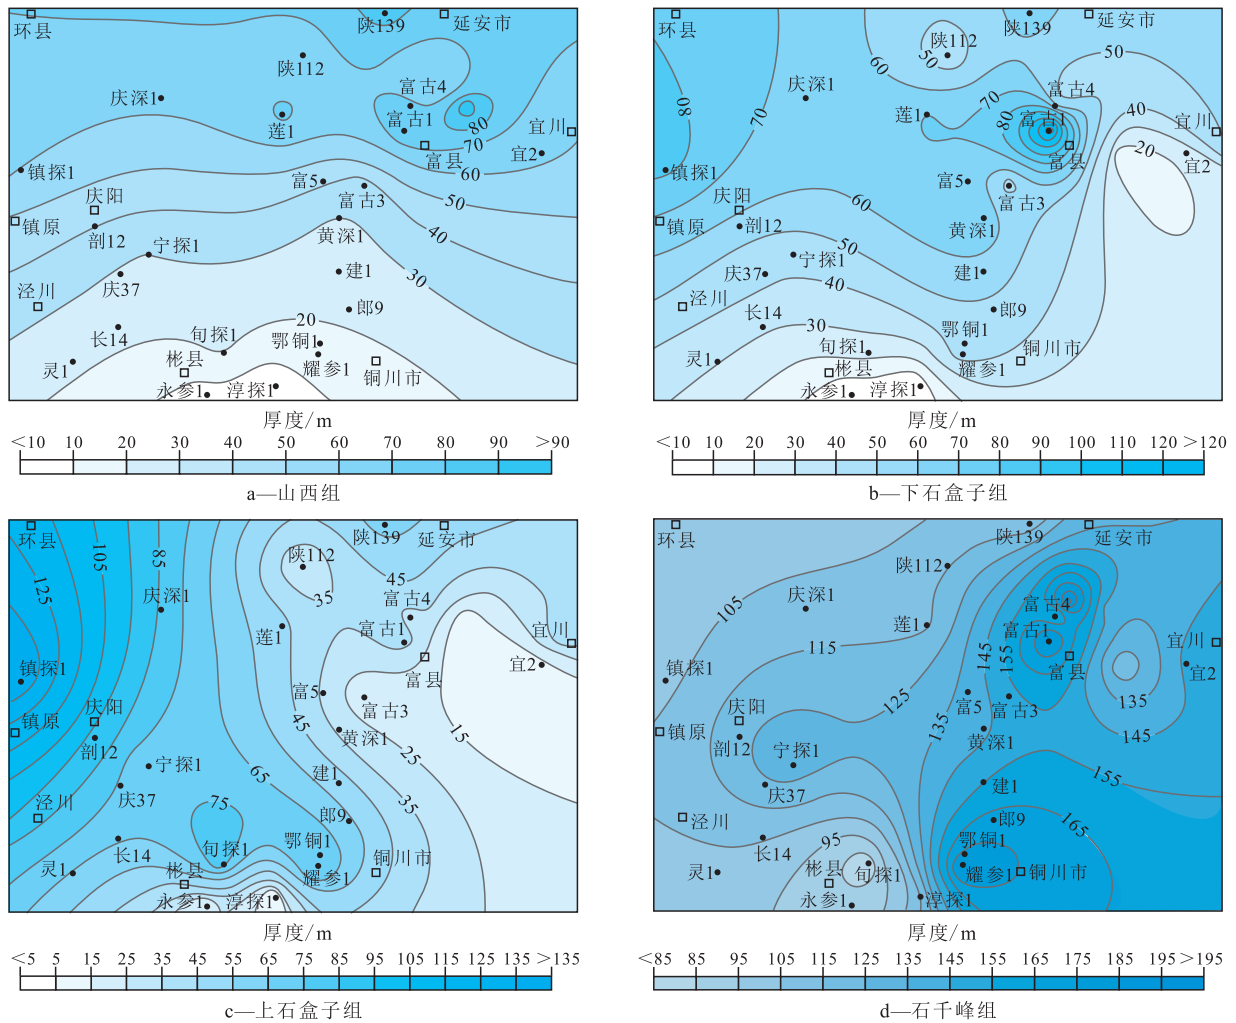 环县
陕139
延安市
陕112
富古4
庆深1
莲1
富古1
80
宜川
70
富县
宜2
镇探1
60
富5
50
庆阳
富古3
镇原
剖12
黄深1
40
宁探1
建1
30
庆37
泾川
郎9
20
长14
旬探1
鄂铜1
彬县
耀参1
灵1
铜川市
永参1
淳探1
厚度/m
<10 10 20 30 40 50 60 70 80 90 >90
a—山西组
环县
陕139
延安市
陕112
50
60
50
庆深1
富古4
80
70
70
40
莲1
80
富古1
宜川
富县
20
宜2
镇探1
富5
庆阳
60
富古3
镇原
剖12
黄深1
50
宁探1
庆37
建1
40
泾川
郎9
长14
30
鄂铜1
旬探1
铜川市
灵1
彬县
耀参1
永参1
淳探1
厚度/m
<10 10 20 30 40 50 60 70 80 90 100 110 120 >120
b—下石盒子组
环县
陕139
延安市
105
85
陕112
125
45
35
庆深1
富古4
莲1
富古1
宜川
镇探1
富县
宜2
富5
庆阳
富古3
镇原
45
剖12
黄深1
15
25
宁探1
65
建1
庆37
泾川
75
35
郎9
长14
旬探1
鄂铜1
灵1
彬县
耀参1
铜川市
永参1
淳探1
厚度/m
<5 5 15 25 35 45 55 65 75 85 95 105 115 125 135 >135
c—上石盒子组
环县
陕139
延安市
陕112
庆深1
105
富古4
莲1
富古1
宜川
115
145
155
富县
镇探1
宜2
125
富5
富古3
135
庆阳
135
镇原
黄深1
145
剖12
宁探1
155
庆37
建1
泾川
郎9
165
长14
95
鄂铜1
灵1
彬县
旬探1
耀参1
铜川市
永参1
淳探1
厚度/m
<85 85 95 105 115 125 135 145 155 165 175 185 195 >195
d—石千峰组